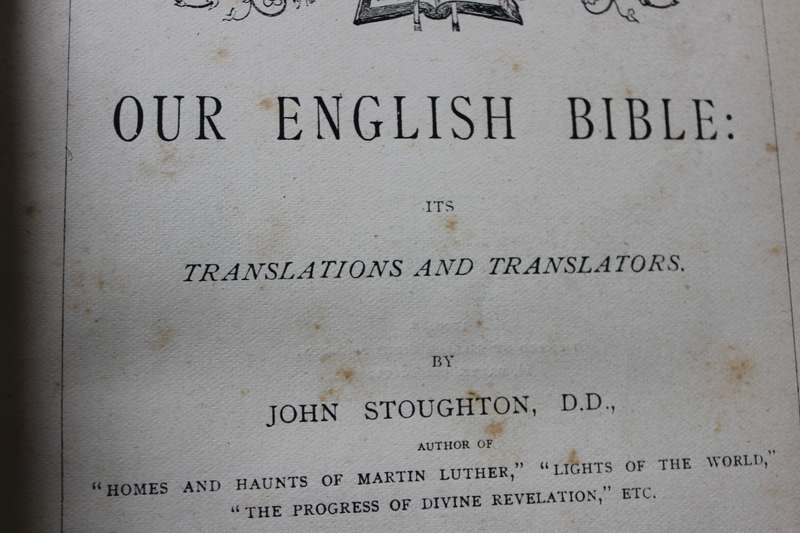 OUR ENGLISH BIBLE:
ITS
TRANSLATIONS AND TRANSLATORS.
BY
JOHN STOUGHTON, D.D.,
AUTHOR OF
"HOMES AND HAUNTS OF MARTIN LUTHER," "LIGHTS OF THE WORLD,"
"THE PROGRESS OF DIVINE REVELATION," ETC.